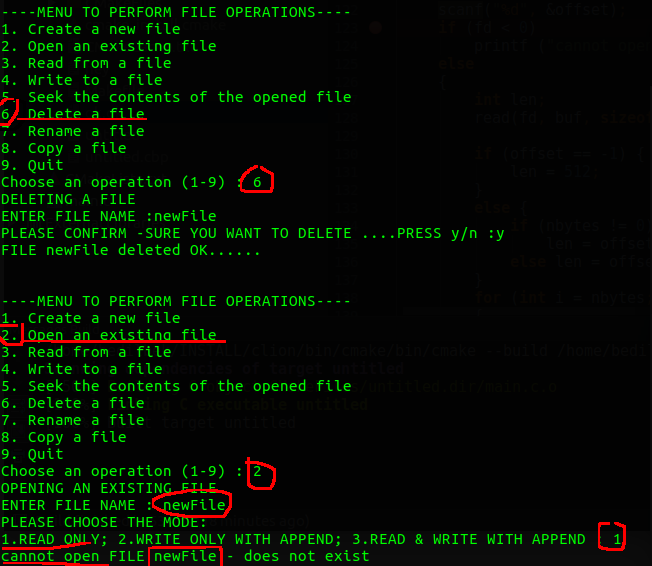 ----MENU TO PERFORM FILE OPERATIONS----
1. Create a new file
2. Open an existing file
3. Read from a file
4. Write to a file
5. Seek the contents of the opened file
6. Delete a file
7. Rename a file
8. Copy a file
9. Quit
Choose an operation (1-9) : 6
DELETING A FILE
ENTER FILE NAME :newFile
PLEASE CONFIRM -SURE YOU WANT TO DELETE ....PRESS y/n :y
FILE newFile deleted OK......
----MENU TO PERFORM FILE OPERATIONS----
1. Create a new file
2. Open an existing file
3. Read from a file
4. Write to a file
5. Seek the contents of the opened file
6. Delete a file
7. Rename a file
8. Copy a file
9. Quit
Choose an operation (1-9) : 2
OPENING AN EXISTING FILE
ENTER FILE NAME : newFile
PLEASE CHOOSE THE MODE:
1.READ ONLY; 2.WRITE ONLY WITH APPEND; 3.READ & WRITE WITH APPEND : 1
cannot open FILE newFile - does not exist